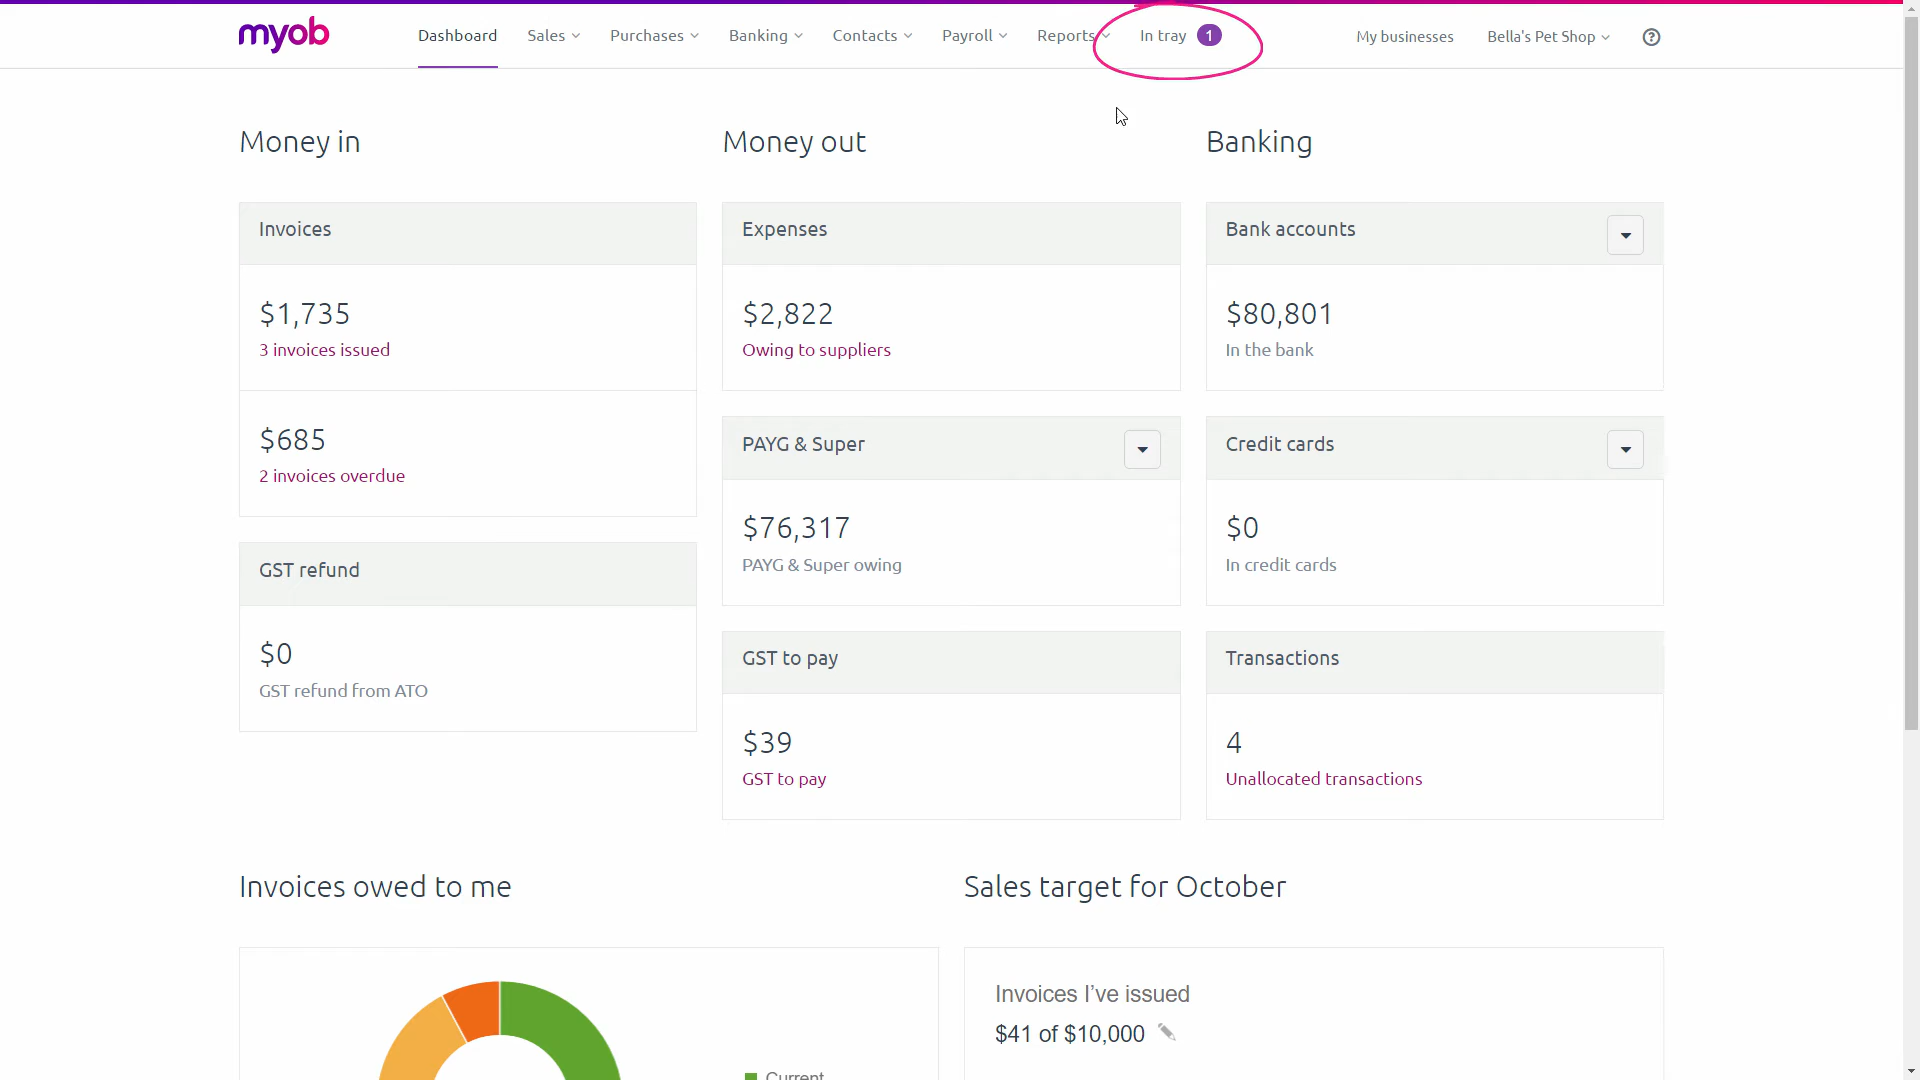 myob
Dashboard Sales Purchases Banking Contacts Payroll Reports In tray 1 My businesses Bella's Pet Shop ?
Money in
Money out
Banking
Invoices
$1,735
3 invoices issued
$685
2 invoices overdue
GST refund
$0
GST refund from ATO
Expenses
$2,822
Owing to suppliers
PAYG & Super
$76,317
PAYG & Super owing
GST to pay
$39
GST to pay
Bank accounts
$80,801
In the bank
Credit cards
$0
In credit cards
Transactions
4
Unallocated transactions
Invoices owed to me
Current
Sales target for October
Invoices I’ve issued
$41 of $10,000